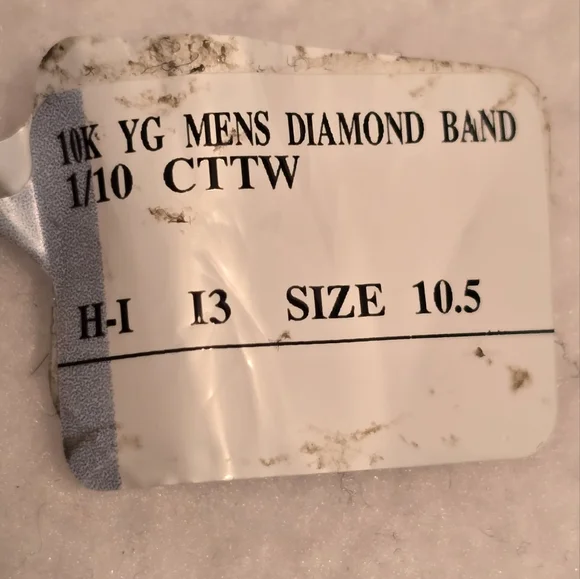 10K YG MENS DIAMOND BAND
1/10 CTTW
H-I I3 SIZE 10.5